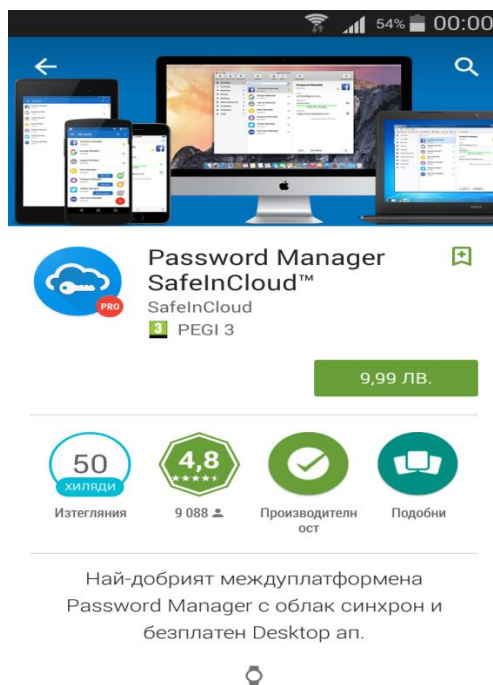 54% 00:00
Password Manager
SafeInCloud™
PRO
SafeInCloud
3 PEGI 3
9,99 ЛВ.
50
ХИЛЯДИ
Изтегляния
4,8
9 088
Производителн
ост
Подобни
Най-добрият междуплатформена
Password Manager с облак синхрон и
безплатен Desktop ап.